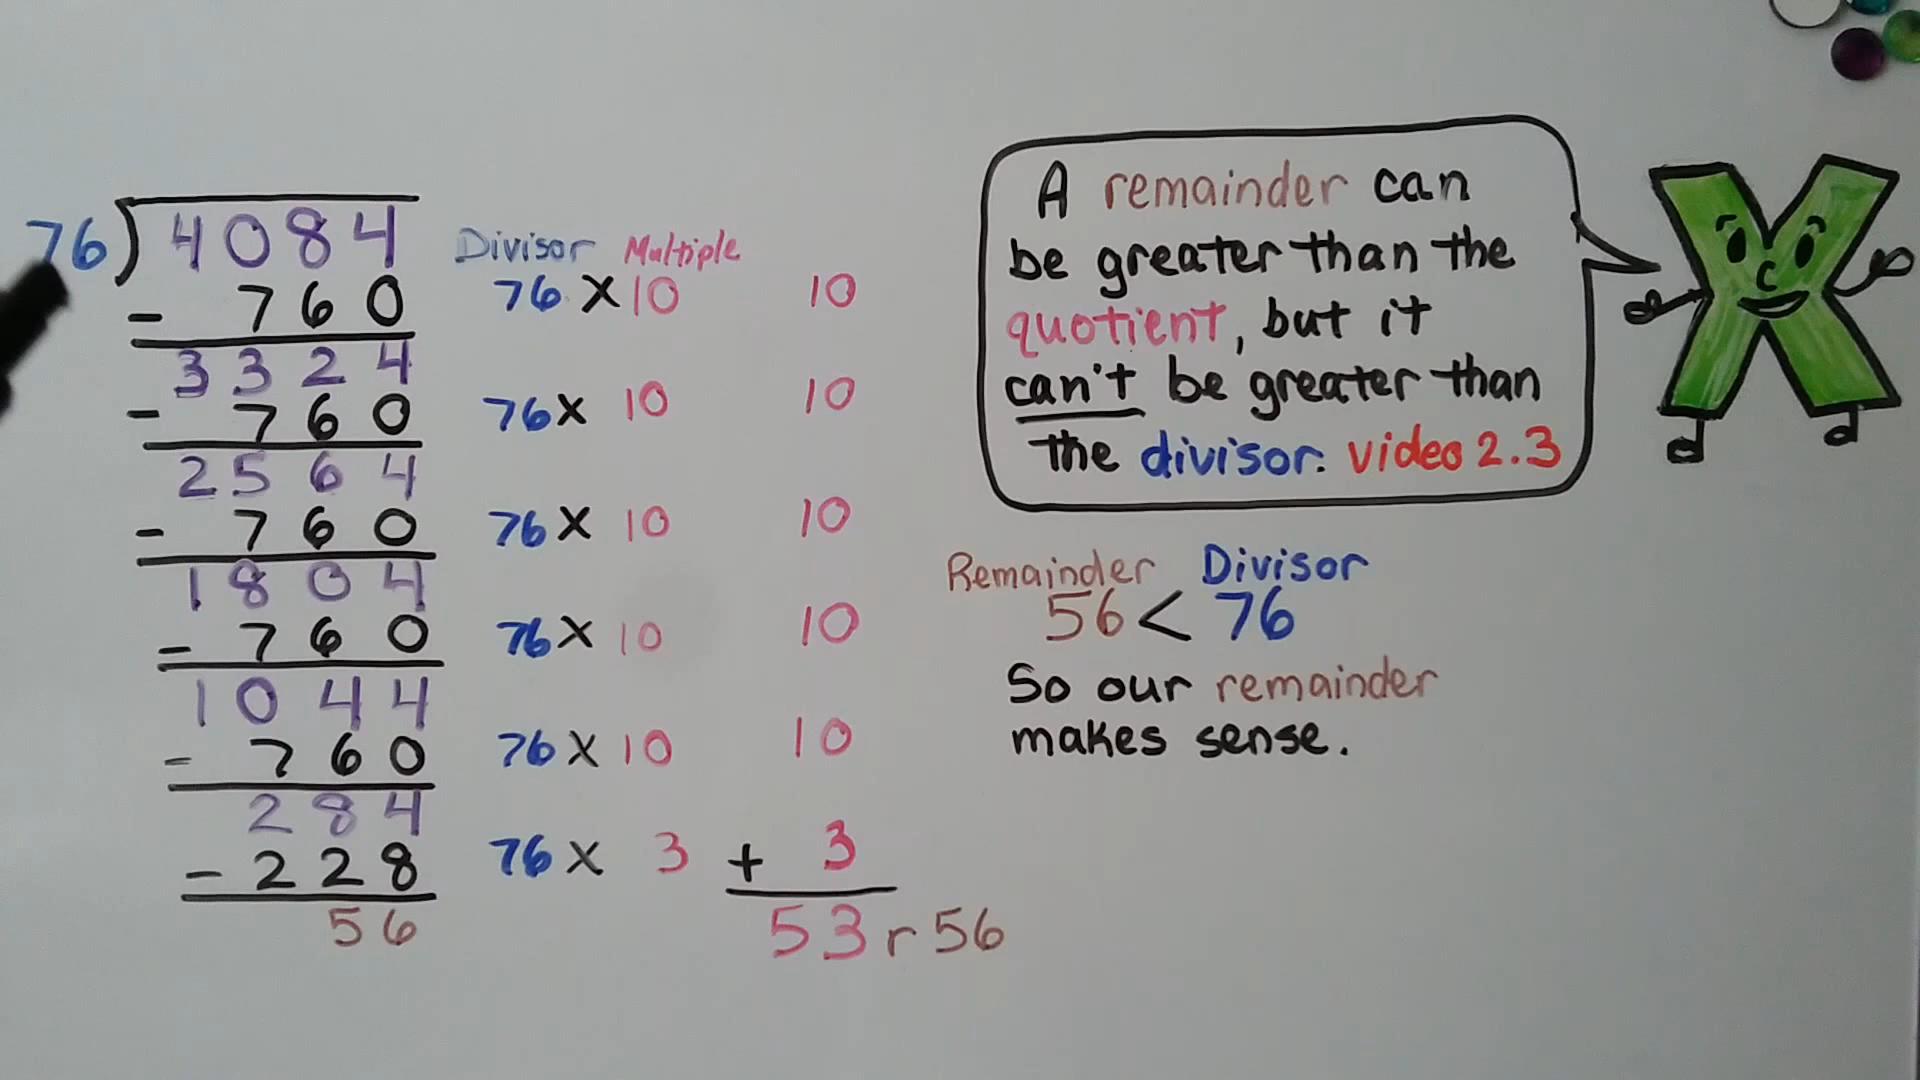 76)4084
Divisor Multiple
- 760 76 × 10 10
3324
- 760 76 × 10 10
2564
- 760 76 × 10 10
1804
- 760 76 × 10 10
1044
- 760 76 × 10 10
284
- 228 76 × 3 + 3
56 53 r 56
A remainder can
be greater than the
quotient, but it
can't be greater than
the divisor. video 2.3
Remainder Divisor
56 < 76
So our remainder
makes sense.